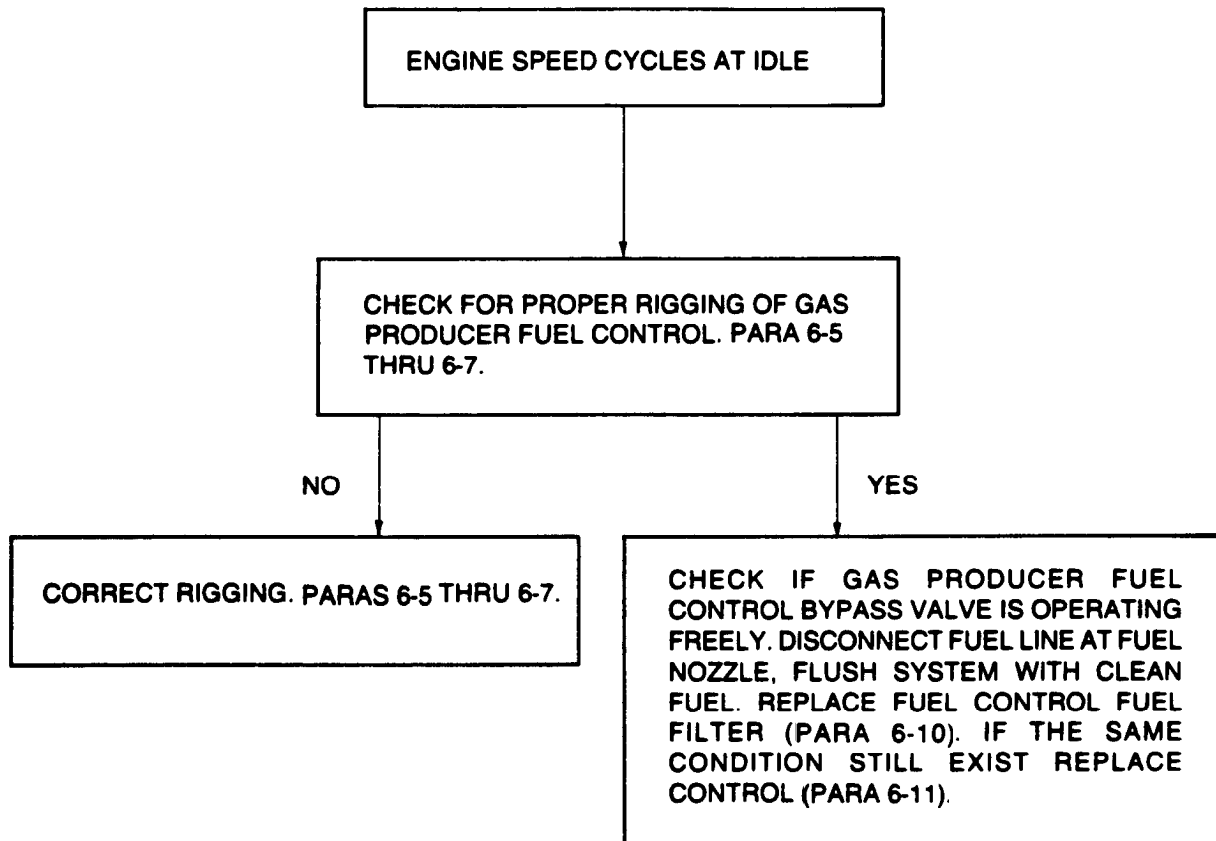 ENGINE SPEED CYCLES AT IDLE
CHECK FOR PROPER RIGGING OF GAS
PRODUCER FUEL CONTROL. PARA 6-5
THRU 6-7.
NO
YES
CORRECT RIGGING. PARAS 6-5 THRU 6-7.
CHECK IF GAS PRODUCER FUEL
CONTROL BYPASS VALVE IS OPERATING
FREELY. DISCONNECT FUEL LINE AT FUEL
NOZZLE, FLUSH SYSTEM WITH CLEAN
FUEL. REPLACE FUEL CONTROL FUEL
FILTER (PARA 6-10). IF THE SAME
CONDITION STILL EXIST REPLACE
CONTROL (PARA 6-11).